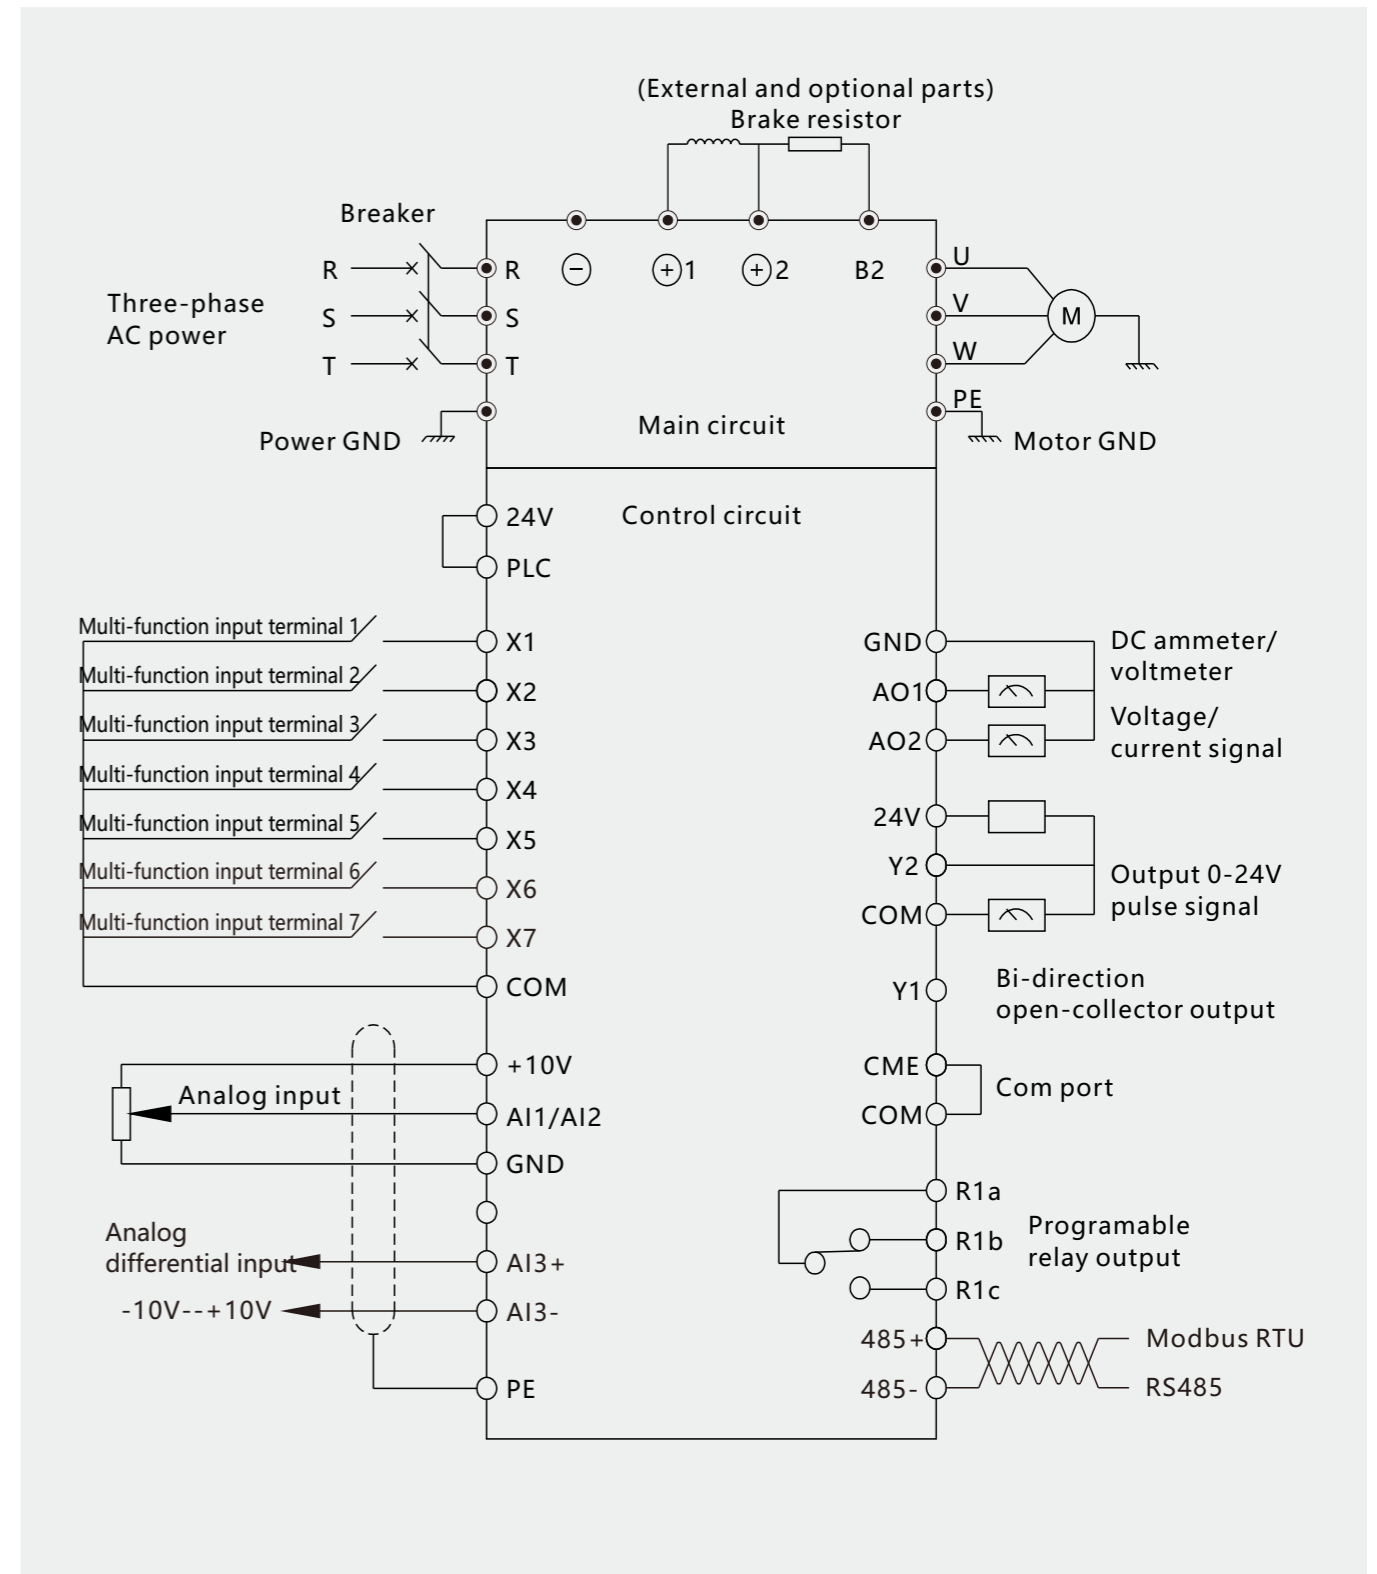 (External and optional parts)
Brake resistor
Breaker
R
R
− +1 +2 B2
U
Three-phase
AC power
S
S
V
M
T
T
W
PE
Power GND
Main circuit
Motor GND
24V
Control circuit
PLC
Multi-function input terminal 1
X1
Multi-function input terminal 2
X2
Multi-function input terminal 3
X3
Multi-function input terminal 4
X4
Multi-function input terminal 5
X5
Multi-function input terminal 6
X6
Multi-function input terminal 7
X7
COM
GND
DC ammeter/
voltmeter
AO1
Voltage/
current signal
AO2
24V
Y2
Output 0-24V
pulse signal
COM
Y1
Bi-direction
open-collector output
+10V
Analog input
AI1/AI2
GND
CME
Com port
COM
Analog
differential input
AI3+
-10V--+10V
AI3-
PE
R1a
R1b
Programable
relay output
R1c
485+
Modbus RTU
485-
RS485